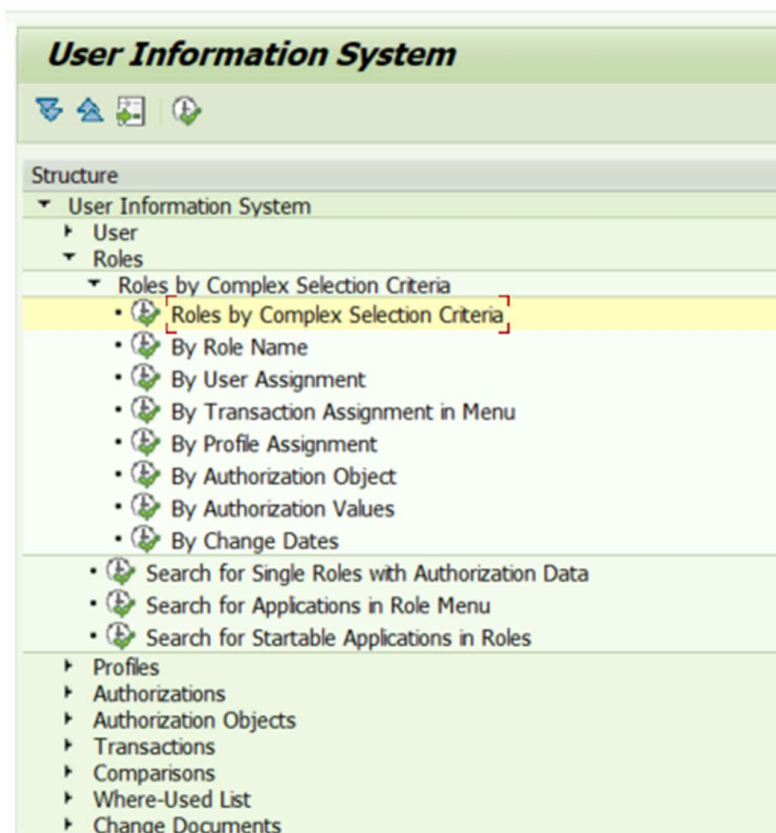 User Information System
Structure
User Information System
User
Roles
Roles by Complex Selection Criteria
Roles by Complex Selection Criteria
By Role Name
By User Assignment
By Transaction Assignment in Menu
By Profile Assignment
By Authorization Object
By Authorization Values
By Change Dates
Search for Single Roles with Authorization Data
Search for Applications in Role Menu
Search for Startable Applications in Roles
Profiles
Authorizations
Authorization Objects
Transactions
Comparisons
Where-Used List
Change Documents